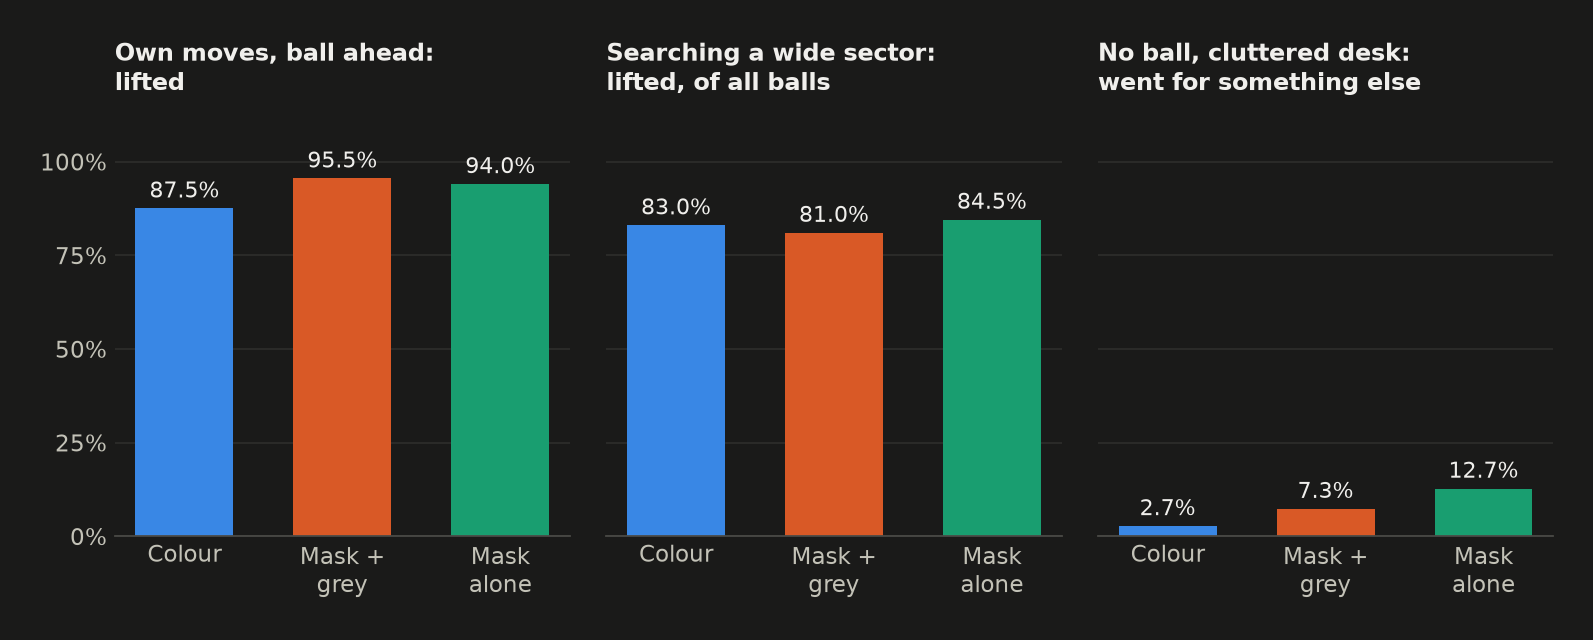 Own moves, ball ahead:
lifted
Searching a wide sector:
lifted, of all balls
No ball, cluttered desk:
went for something else
100%
75%
50%
25%
0%
87.5%
95.5%
94.0%
83.0%
81.0%
84.5%
2.7%
7.3%
12.7%
Colour
Mask +
grey
Mask
alone
Colour
Mask +
grey
Mask
alone
Colour
Mask +
grey
Mask
alone